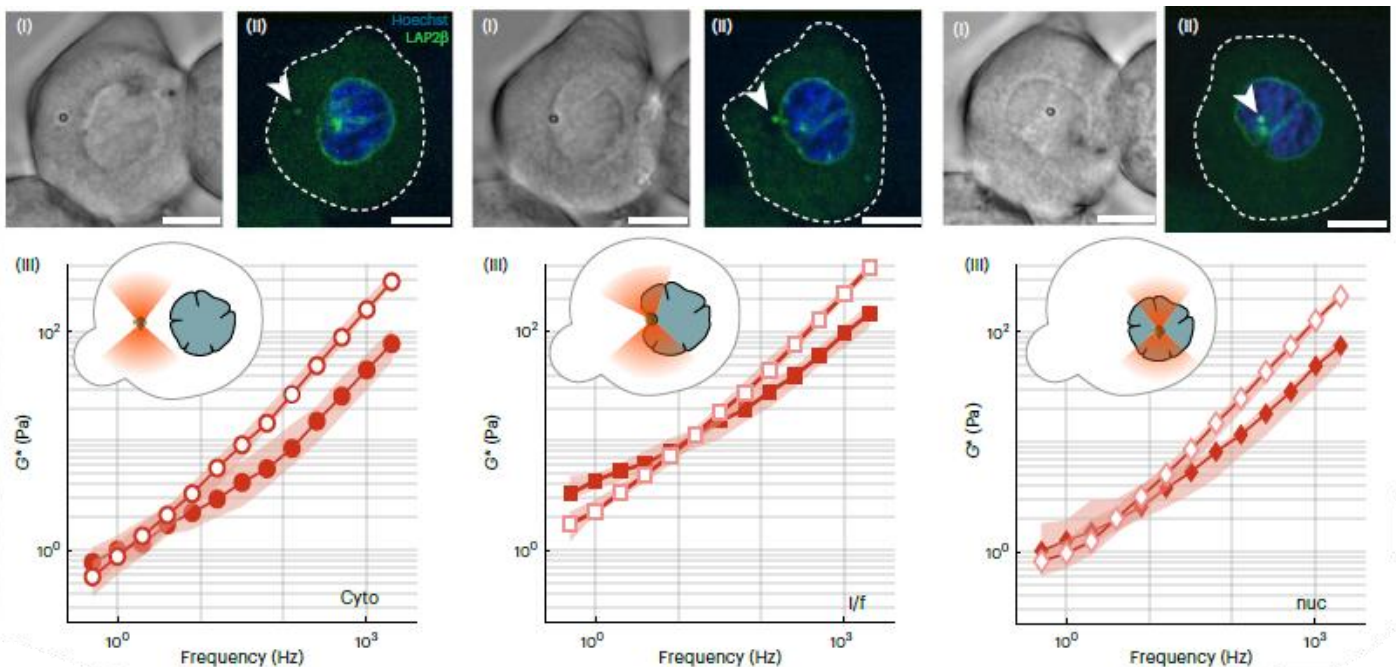 (I)
(II)
Hoechst
LAP2β
(I)
(II)
(I)
(II)
(III)
10²
10⁰
G* (Pa)
10⁰
10³
Frequency (Hz)
Cyto
(III)
10²
10⁰
G* (Pa)
10⁰
10³
Frequency (Hz)
I/f
(III)
10²
10⁰
G* (Pa)
10⁰
10³
Frequency (Hz)
nuc